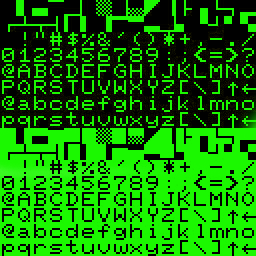 !"#$%&'()*+,-./
0123456789:;<=>?
@ABCDEFGHIJKLMNO
PQRSTUVWXYZ[\]↑←
@abcdefghijklmno
pqrstuvwxyz[\]↑←
!"#$%&'()*+,-./
0123456789:;<=>?
@ABCDEFGHIJKLMNO
PQRSTUVWXYZ[\]↑←
@abcdefghijklmno
pqrstuvwxyz[\]↑←